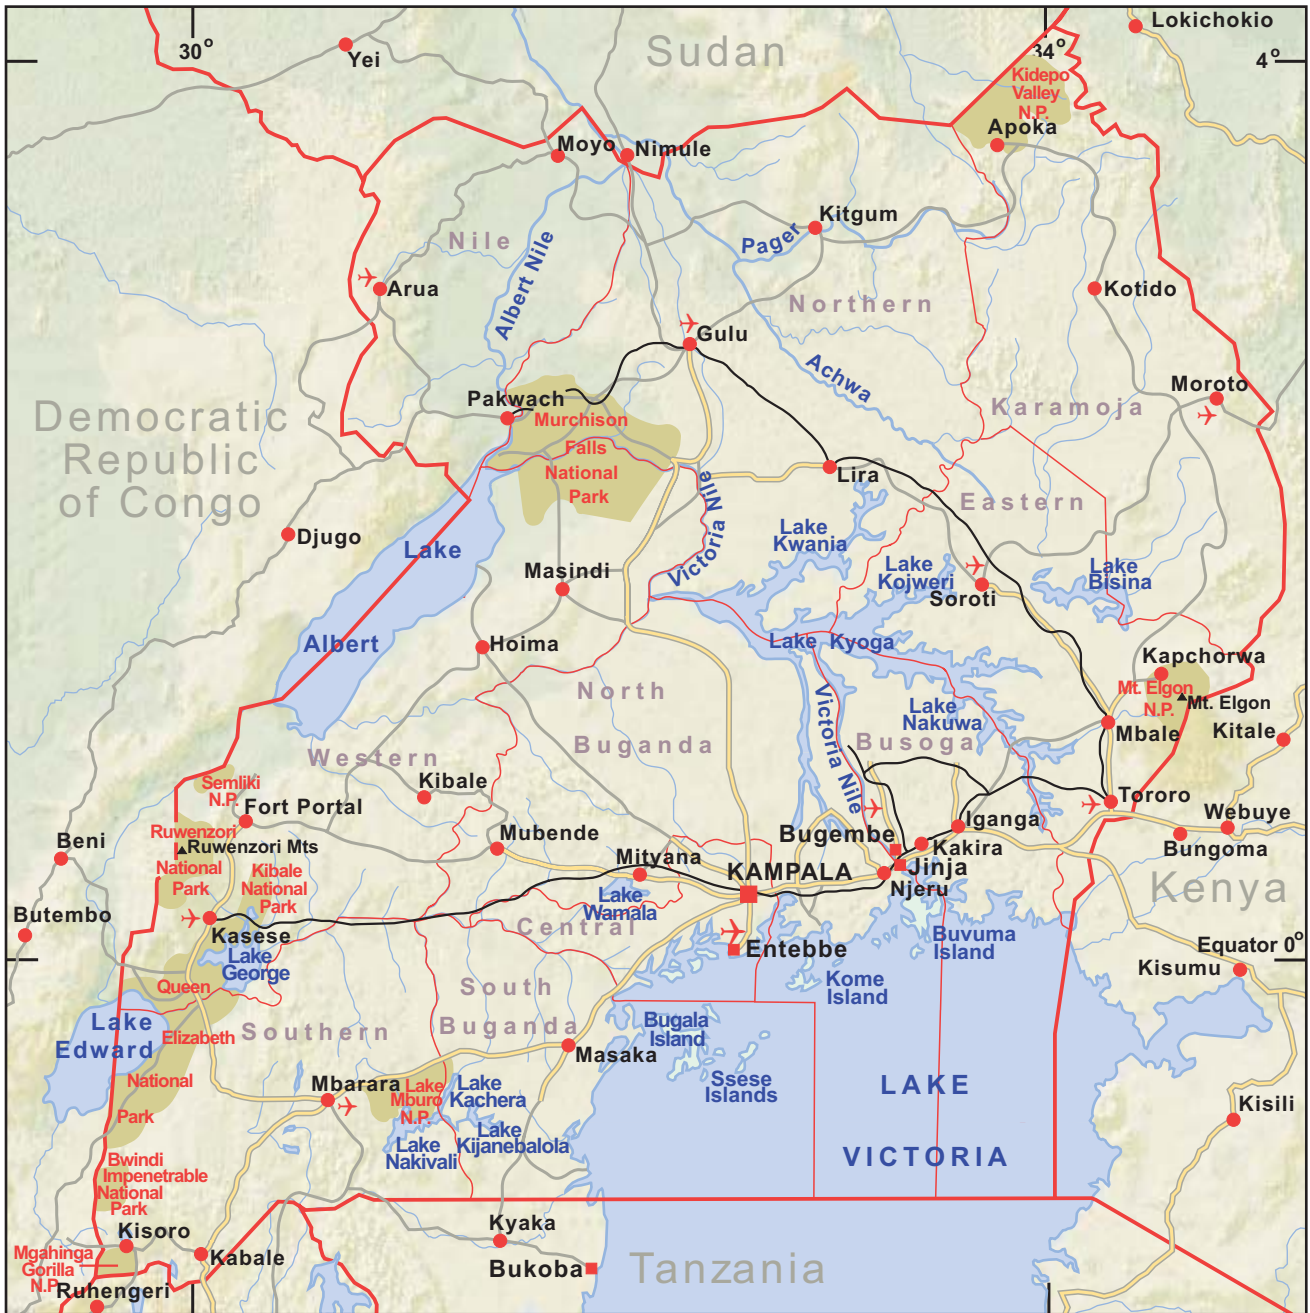 Lokichokio
30°
34°
4°
Yei
Sudan
Kidepo
Valley
N.P.
Apoka
Moyo
Nimule
Kitgum
Pager
Nile
Albert Nile
Arua
Kotido
Northern
Gulu
Achwa
Moroto
Pakwach
Karamoja
Democratic
Republic
of Congo
Murchison
Falls
National
Park
Lira
Victoria Nile
Eastern
Djugo
Lake
Albert
Lake
Kwania
Masindi
Lake
Kojweri
Lake
Bisina
Soroti
Hoima
Lake Kyoga
Kapchorwa
Mt. Elgon
N.P.
Mt. Elgon
North
Buganda
Victoria Nile
Lake
Nakuwa
Busoga
Mbale
Kitale
Western
Semliki
N.P.
Kibale
Fort Portal
Tororo
Webuye
Bungoma
Iganga
Bugembe
Kakira
Jinja
Njeru
Beni
Ruwenzori
National
Park
Ruwenzori Mts
Kibale
National
Park
Mubende
Mityana
KAMPALA
Lake
Wamala
Kenya
Butembo
Kasese
Central
Entebbe
Buvuma
Island
Equator 0°
Kisumu
Lake
George
Kome
Island
Queen
Elizabeth
National
Park
South
Buganda
Lake
Edward
Southern
Bugala
Island
Masaka
Ssese
Islands
Mbarara
Lake
Mburo
N.P.
Lake
Kachera
Lake
Kijanebalola
Lake
Nakivali
LAKE
VICTORIA
Kisili
Bwindi
Impenetrable
National
Park
Kisoro
Kabale
Kyaka
Bukoba
Tanzania
Mgahinga
Gorilla
N.P.
Ruhengeri